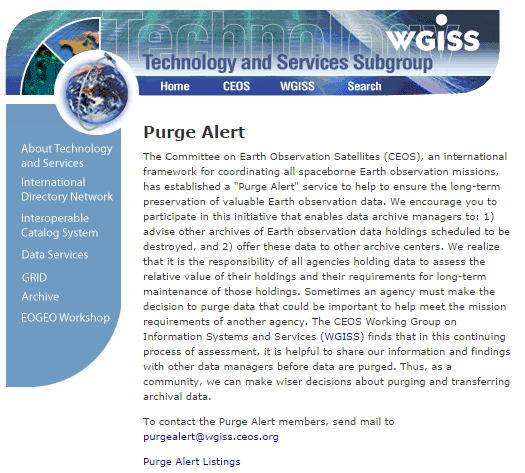 Technology
WGISS
Technology and Services Subgroup
Home CEOS WGISS Search
About Technology
and Services
International
Directory Network
Interoperable
Catalog System
Data Services
GRID
Archive
EOGEO Workshop
Purge Alert
The Committee on Earth Observation Satellites (CEOS), an international
framework for coordinating all spaceborne Earth observation missions,
has established a "Purge Alert" service to help to ensure the long-term
preservation of valuable Earth observation data. We encourage you to
participate in this initiative that enables data archive managers to: 1)
advise other archives of Earth observation data holdings scheduled to be
destroyed, and 2) offer these data to other archive centers. We realize
that it is the responsibility of all agencies holding data to assess the
relative value of their holdings and their requirements for long-term
maintenance of those holdings. Sometimes an agency must make the
decision to purge data that could be important to help meet the mission
requirements of another agency. The CEOS Working Group on
Information Systems and Services (WGISS) finds that in this continuing
process of assessment, it is helpful to share our information and findings
with other data managers before data are purged. Thus, as a
community, we can make wiser decisions about purging and transferring
archival data.
To contact the Purge Alert members, send mail to
purgealert@wgiss.ceos.org
Purge Alert Listings